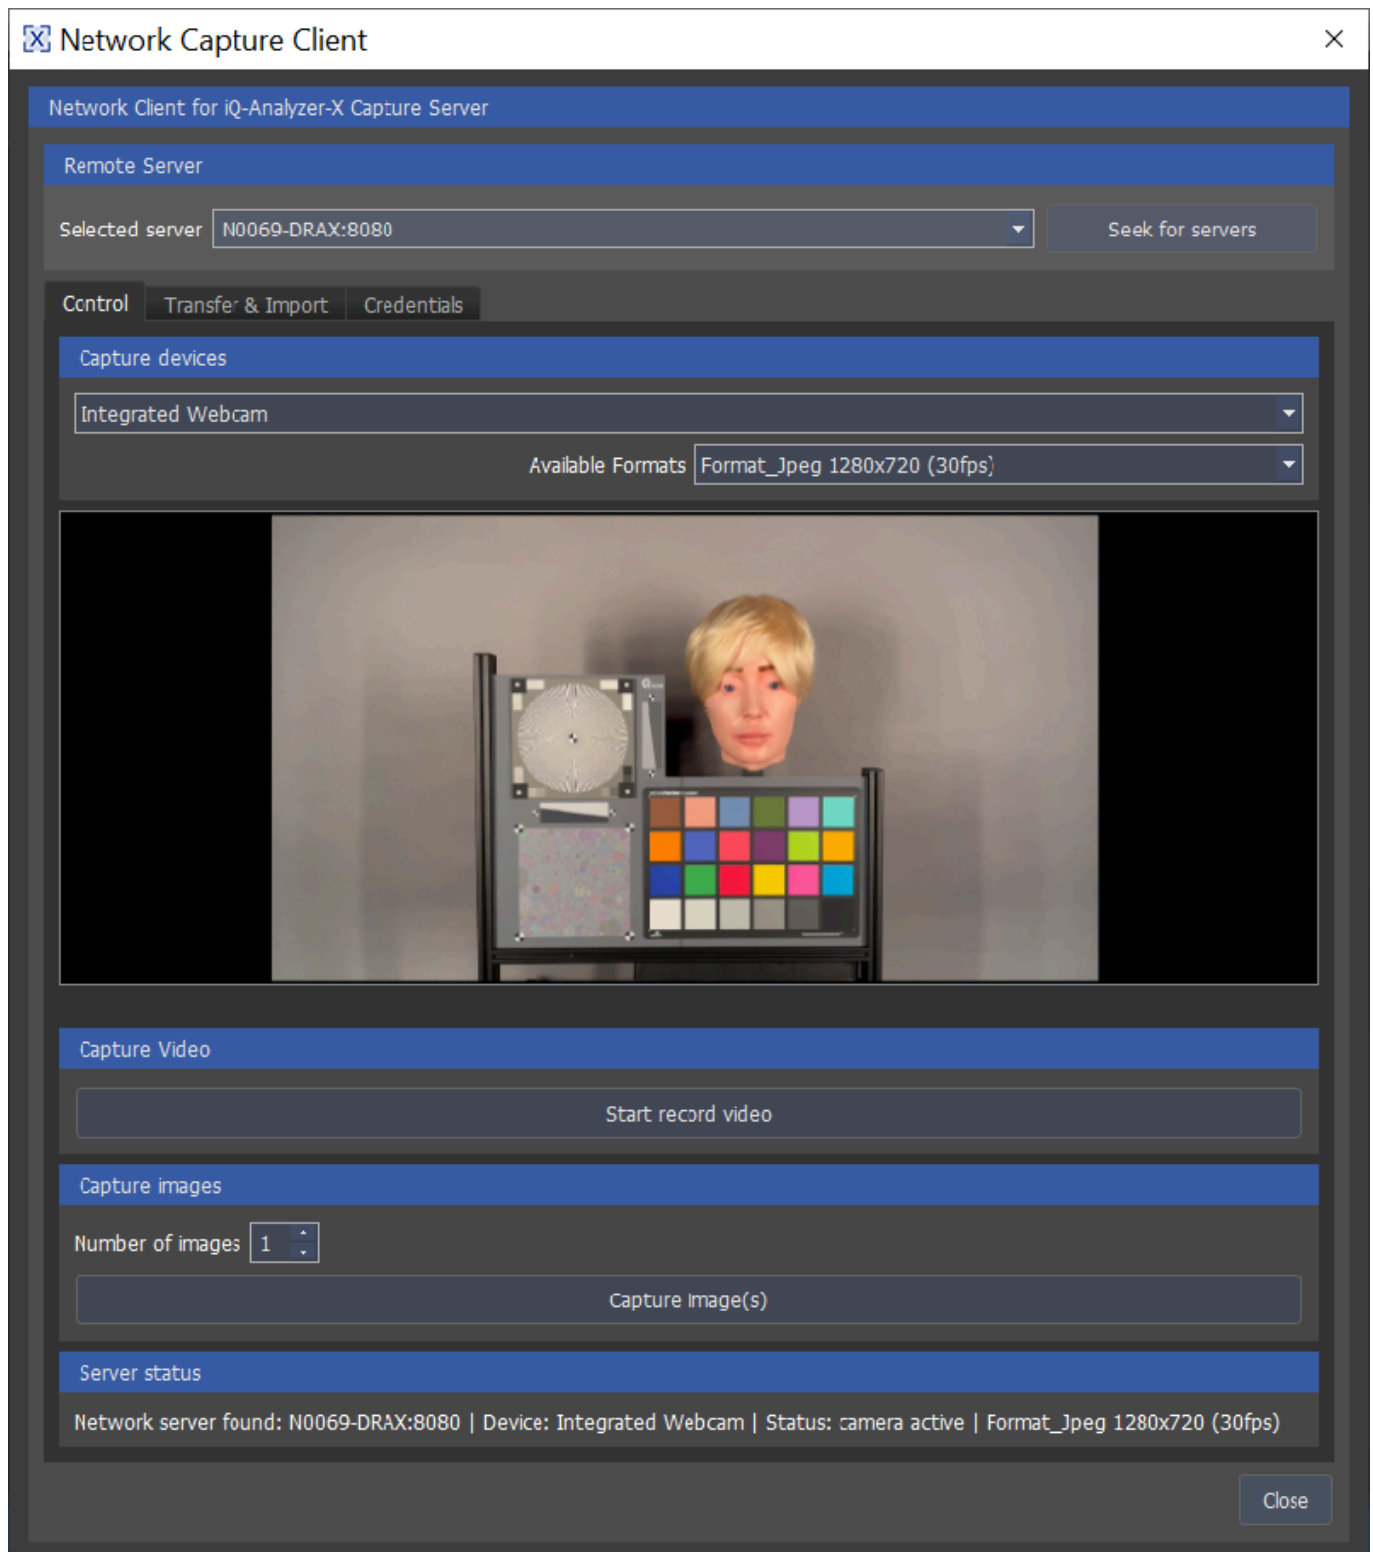 Network Capture Client
Network Client for iQ-Analyzer-X Capture Server
Remote Server
Selected server N0069-DRAX:8080 Seek for servers
Control Transfer & Import Credentials
Capture devices
Integrated Webcam
Available Formats Format_Jpeg 1280x720 (30fps)
Capture Video
Start record video
Capture images
Number of images 1
Capture Image(s)
Server status
Network server found: N0069-DRAX:8080 | Device: Integrated Webcam | Status: camera active | Format_Jpeg 1280x720 (30fps)
Close